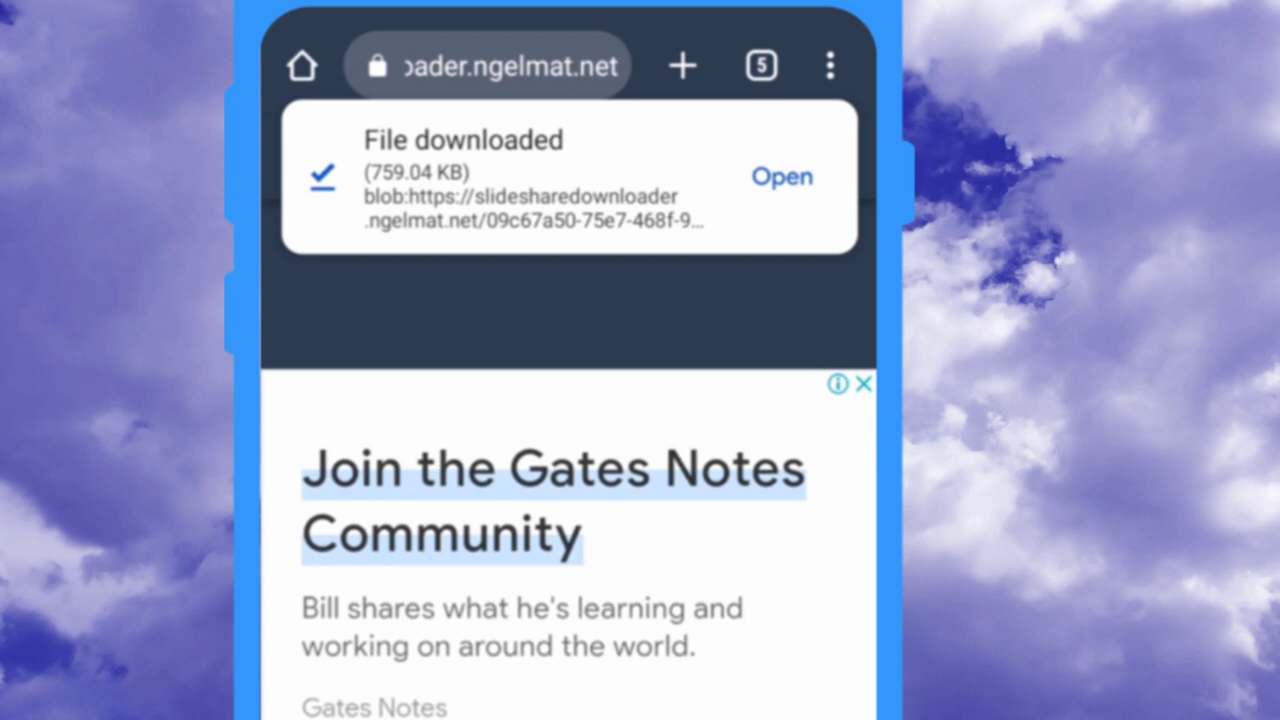 oader.ngelmat.net
5
File downloaded
(759.04 KB)
blob:https://slidesharedownloader
.ngelmat.net/09c67a50-75e7-468f-9...
Open
Join the Gates Notes
Community
Bill shares what he's learning and
working on around the world.
Gates Notes